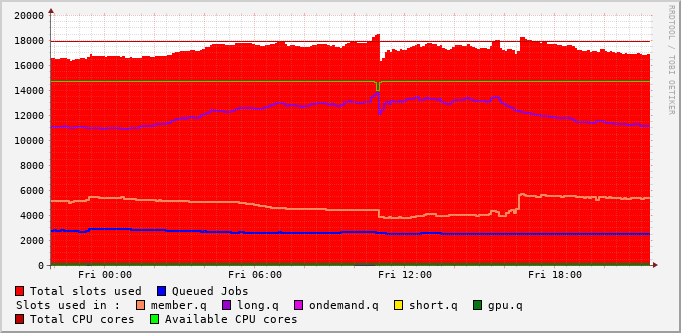 RRDTOOL / TOBI OETIKER
20000
18000
16000
14000
12000
10000
8000
6000
4000
2000
0
Fri 00:00 Fri 06:00 Fri 12:00 Fri 18:00
Total slots used Queued Jobs
Slots used in : member.q long.q ondemand.q short.q gpu.q
Total CPU cores Available CPU cores